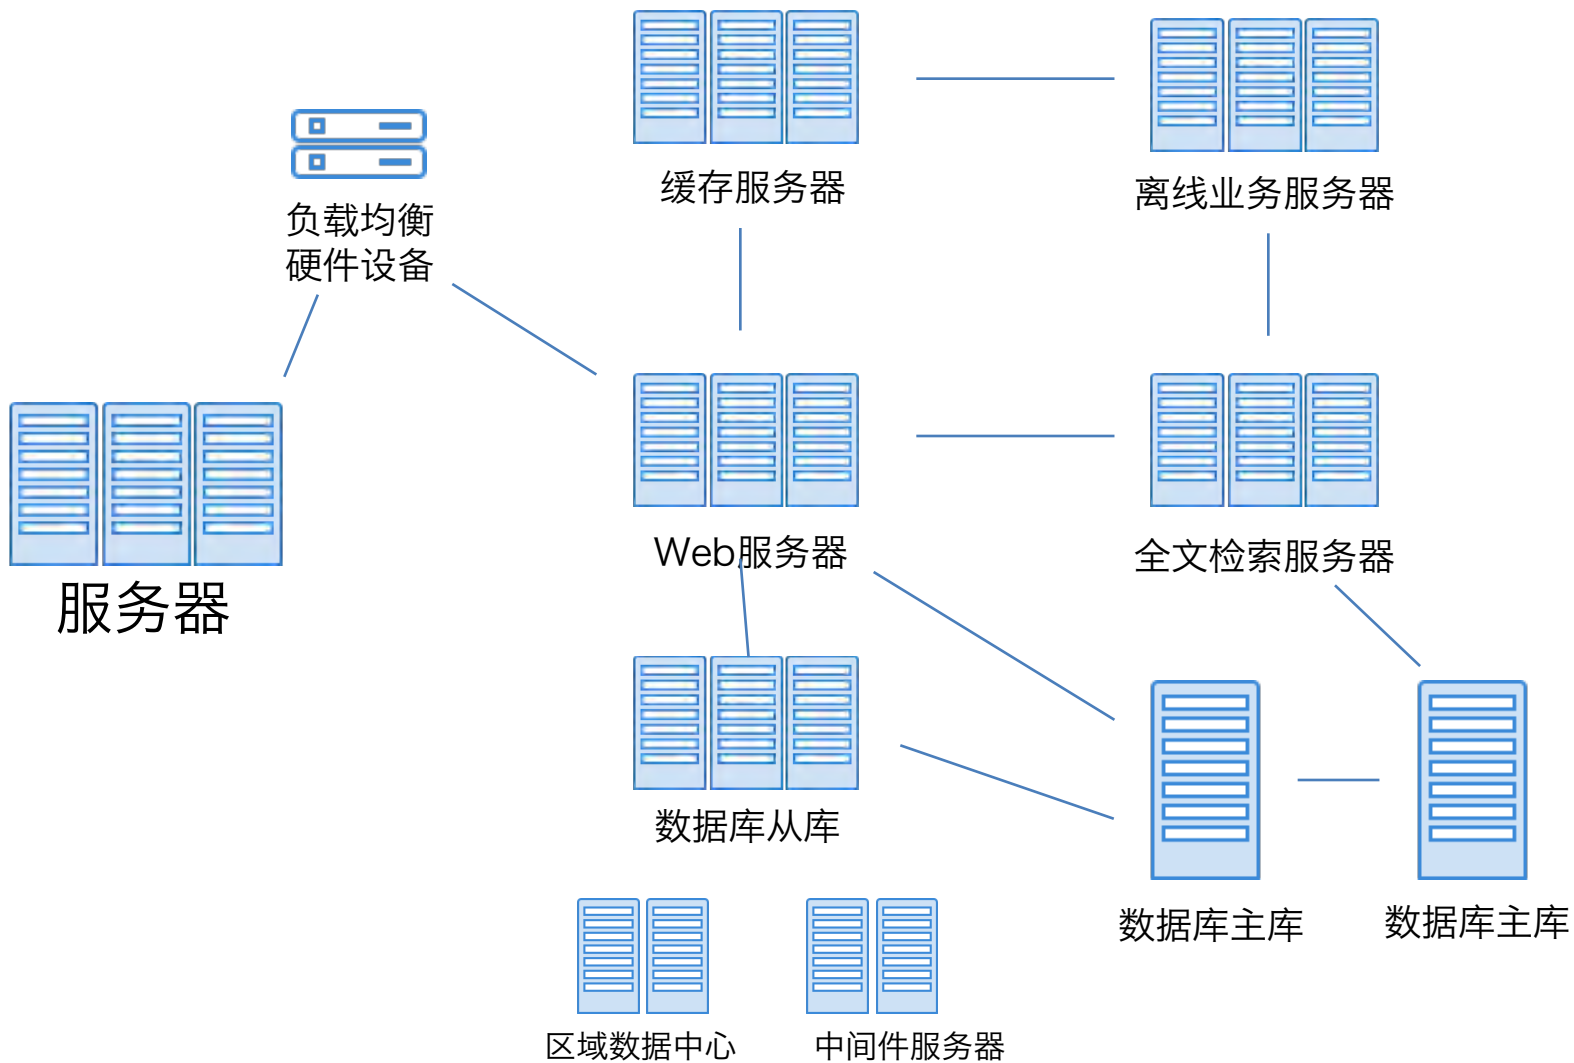 缓存服务器
离线业务服务器
负载均衡
硬件设备
Web服务器
全文检索服务器
服务器
数据库从库
数据库主库
数据库主库
区域数据中心
中间件服务器